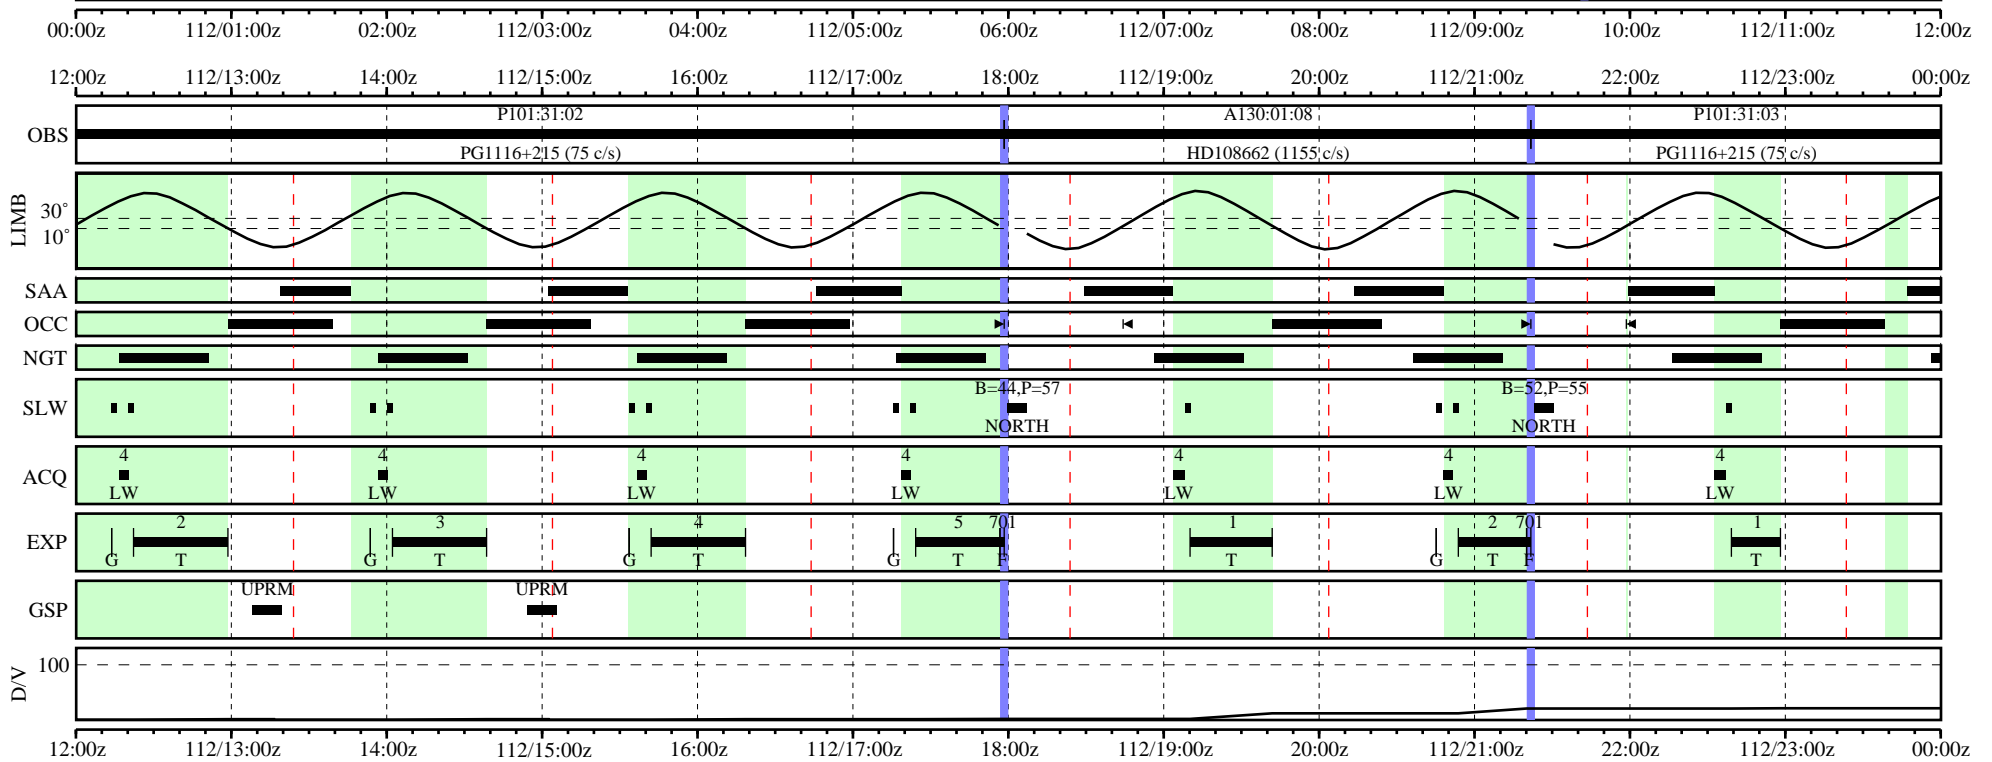 00:00z 112/01:00z 02:00z 112/03:00z 04:00z 112/05:00z 06:00z 112/07:00z 08:00z 112/09:00z 10:00z 112/11:00z 12:00z
12:00z 112/13:00z 14:00z 112/15:00z 16:00z 112/17:00z 18:00z 112/19:00z 20:00z 112/21:00z 22:00z 112/23:00z 00:00z
P101:31:02 A130:01:08 P101:31:03
OBS
PG1116+215 (75 c/s) HD108662 (1155 c/s) PG1116+215 (75 c/s)
LIMB
30°
10°
SAA
OCC
NGT
B=44,P=57 B=52,P=55
SLW
NORTH NORTH
4 4 4 4 4 4 4
ACQ
LW LW LW LW LW LW LW
2 3 4 5 701 1 2 701 1
EXP
G T G T G T G T F T G T F T
UPRM UPRM
GSP
D/V
100
12:00z 112/13:00z 14:00z 112/15:00z 16:00z 112/17:00z 18:00z 112/19:00z 20:00z 112/21:00z 22:00z 112/23:00z 00:00z